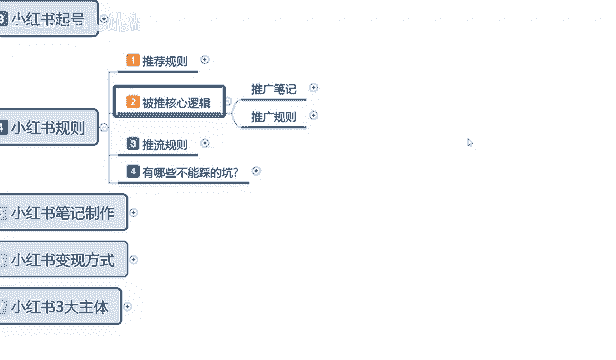 3 小红书起号
1 推荐规则
2 被推核心逻辑
推广笔记
推广规则
4 小红书规则
3 推流规则
4 有哪些不能踩的坑?
小红书笔记制作
小红书变现方式
小红书3大主体